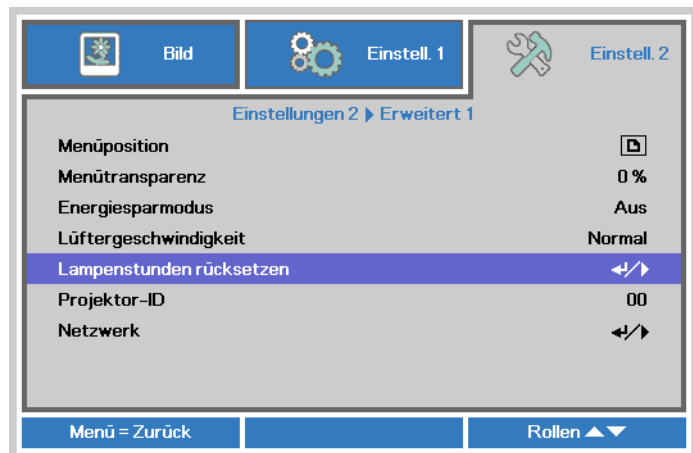 Bild
Einstell. 1
Einstell. 2
Einstellungen 2 ▶ Erweitert 1
Menüposition
Menütransparenz 0 %
Energiesparmodus Aus
Lüftergeschwindigkeit Normal
Lampenstunden rücksetzen ↵/▶
Projektor-ID 00
Netzwerk ↵/▶
Menü = Zurück
Rollen ▲▼